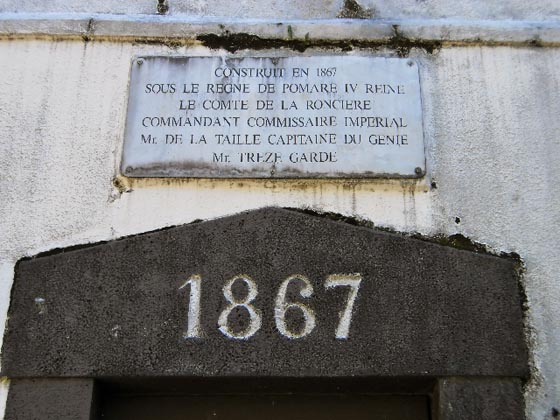 CONSTRUIT EN 1867
SOUS LE REGNE DE POMARE IV REINE
LE COMTE DE LA RONCIERE
COMMANDANT COMMISSAIRE IMPERIAL
Mr. DE LA TAILLE CAPITAINE DU GENIE
Mr. TREZE GARDE
1867